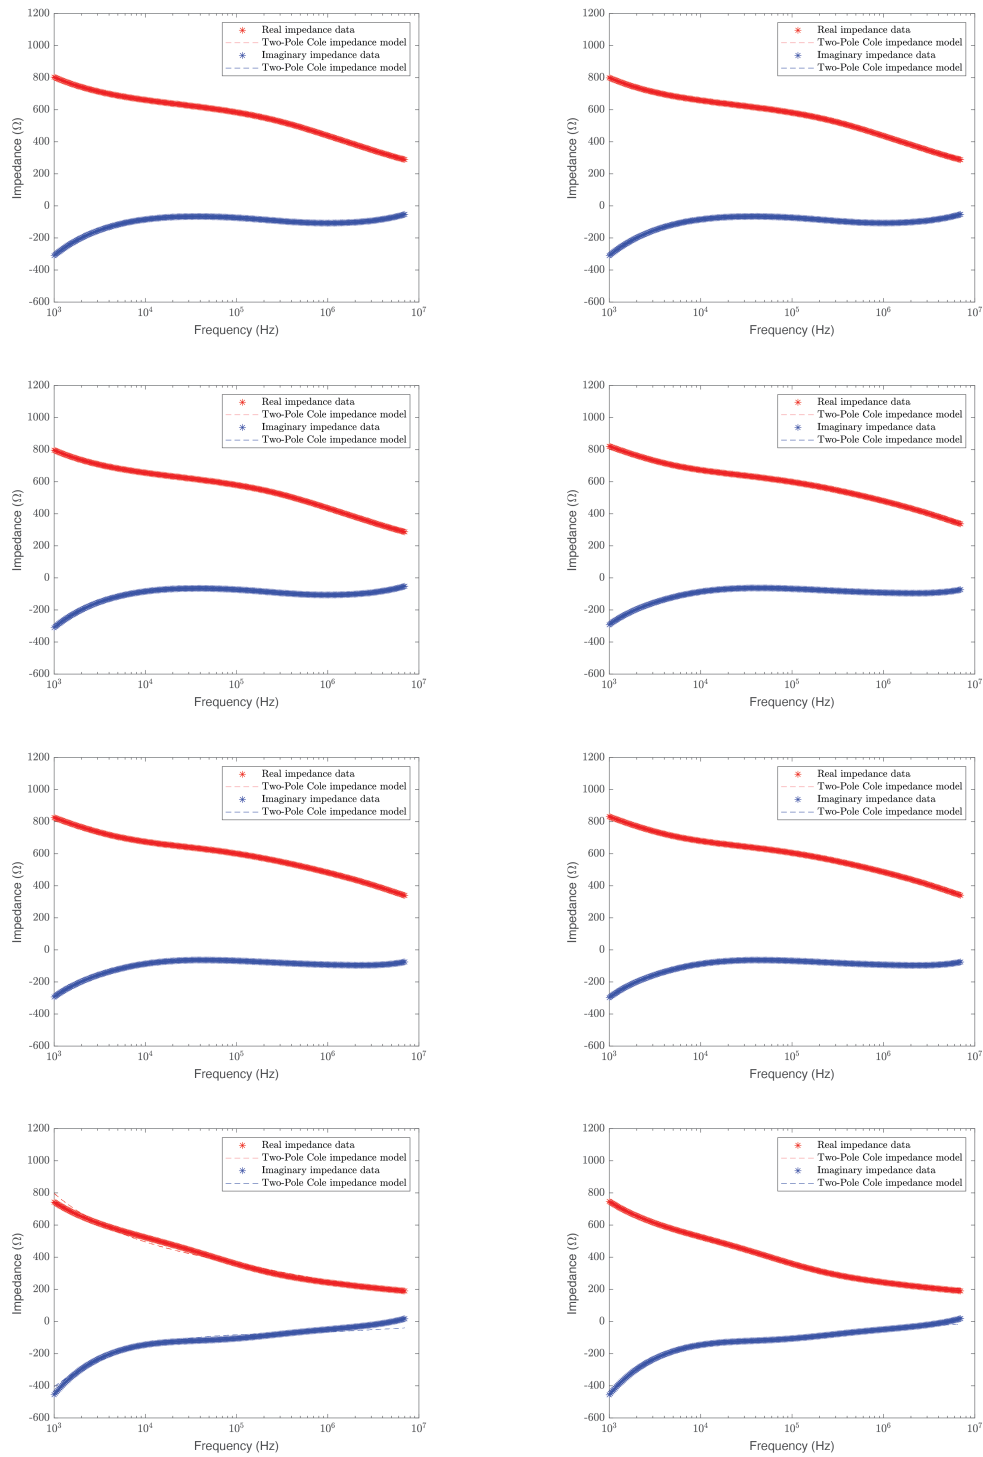 1200
1000
800
600
400
200
0
-200
-400
-600
Impedance (Ω)
Real impedance data
Two-Pole Cole impedance model
Imaginary impedance data
Two-Pole Cole impedance model
10³ 10⁴ 10⁵ 10⁶ 10⁷
Frequency (Hz)
1200
1000
800
600
400
200
0
-200
-400
-600
Impedance (Ω)
Real impedance data
Two-Pole Cole impedance model
Imaginary impedance data
Two-Pole Cole impedance model
10³ 10⁴ 10⁵ 10⁶ 10⁷
Frequency (Hz)
1200
1000
800
600
400
200
0
-200
-400
-600
Impedance (Ω)
Real impedance data
Two-Pole Cole impedance model
Imaginary impedance data
Two-Pole Cole impedance model
10³ 10⁴ 10⁵ 10⁶ 10⁷
Frequency (Hz)
1200
1000
800
600
400
200
0
-200
-400
-600
Impedance (Ω)
Real impedance data
Two-Pole Cole impedance model
Imaginary impedance data
Two-Pole Cole impedance model
10³ 10⁴ 10⁵ 10⁶ 10⁷
Frequency (Hz)
1200
1000
800
600
400
200
0
-200
-400
-600
Impedance (Ω)
Real impedance data
Two-Pole Cole impedance model
Imaginary impedance data
Two-Pole Cole impedance model
10³ 10⁴ 10⁵ 10⁶ 10⁷
Frequency (Hz)
1200
1000
800
600
400
200
0
-200
-400
-600
Impedance (Ω)
Real impedance data
Two-Pole Cole impedance model
Imaginary impedance data
Two-Pole Cole impedance model
10³ 10⁴ 10⁵ 10⁶ 10⁷
Frequency (Hz)
1200
1000
800
600
400
200
0
-200
-400
-600
Impedance (Ω)
Real impedance data
Two-Pole Cole impedance model
Imaginary impedance data
Two-Pole Cole impedance model
10³ 10⁴ 10⁵ 10⁶ 10⁷
Frequency (Hz)
1200
1000
800
600
400
200
0
-200
-400
-600
Impedance (Ω)
Real impedance data
Two-Pole Cole impedance model
Imaginary impedance data
Two-Pole Cole impedance model
10³ 10⁴ 10⁵ 10⁶ 10⁷
Frequency (Hz)